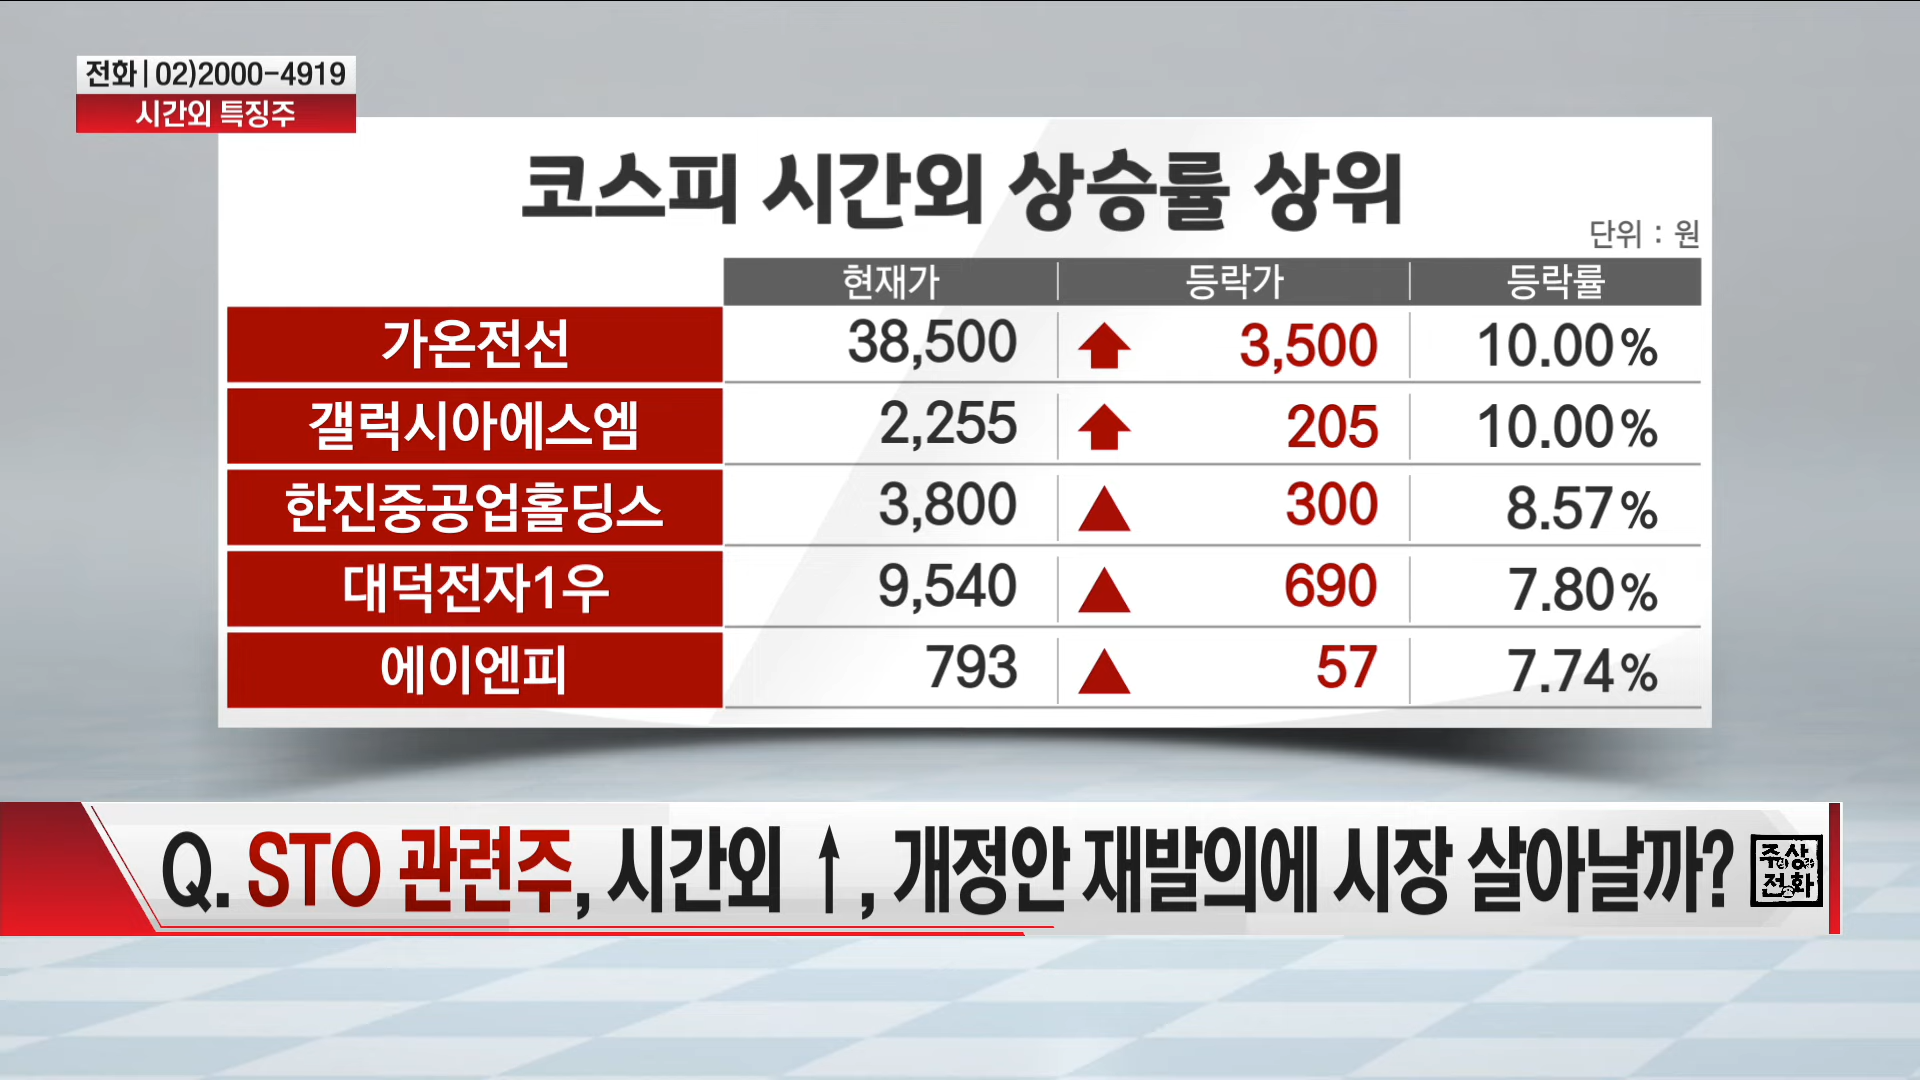 전화 | 02)2000-4919
시간외 특징주
코스피 시간외 상승률 상위
단위 : 원
현재가 등락가 등락률
가온전선 38,500 3,500 10.00%
갤럭시아에스엠 2,255 205 10.00%
한진중공업홀딩스 3,800 300 8.57%
대덕전자1우 9,540 690 7.80%
에이엔피 793 57 7.74%
Q. STO 관련주, 시간외 ↑, 개정안 재발의에 시장 살아날까?
주상
전화